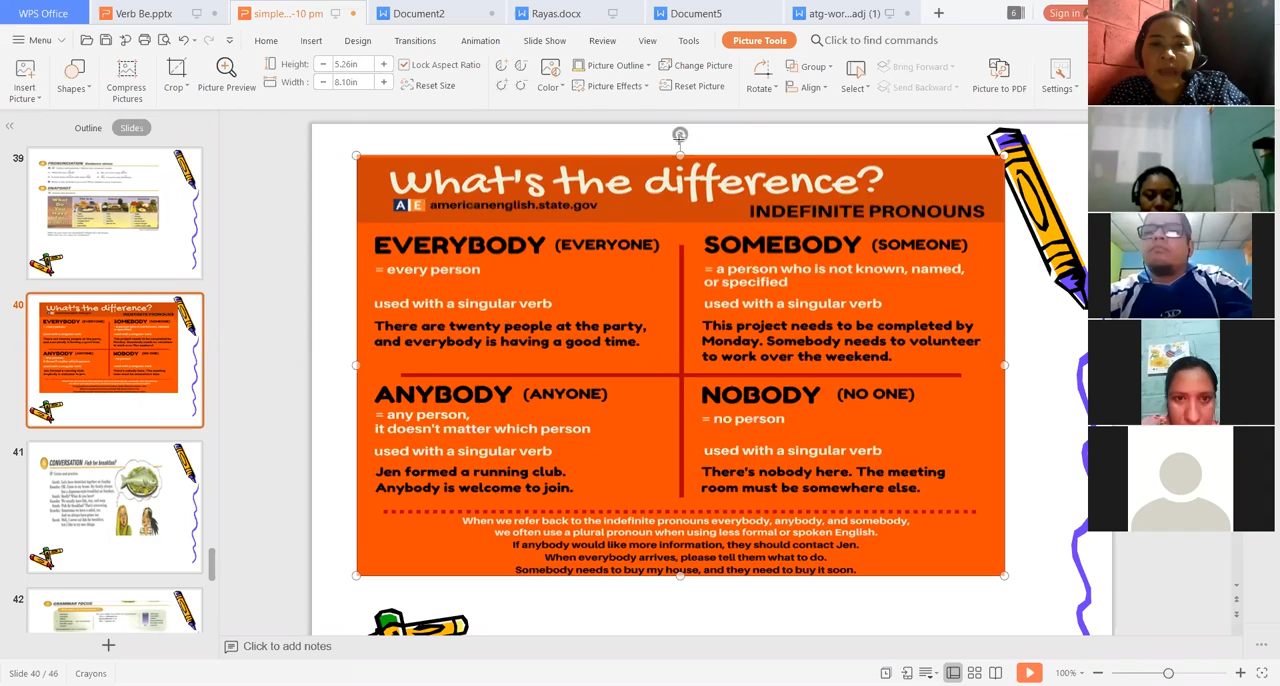 WPS Office
Verb Be.pptx
simple...-10 pm
Document2
Rayas.docx
Document5
atg-wor...adj (1)
6
Sign in
Menu
Home
Insert
Design
Transitions
Animation
Slide Show
Review
View
Tools
Picture Tools
Click to find commands
Insert Picture
Shapes
Compress Pictures
Crop
Picture Preview
Height: 5.26in
Width : 8.10in
Lock Aspect Ratio
Reset Size
Color
Picture Outline
Picture Effects
Change Picture
Reset Picture
Rotate
Group
Align
Select
Bring Forward
Send Backward
Picture to PDF
Settings
Outline
Slides
39
PRONUNCIATION
SNAPSHOT
40
41
CONVERSATION Fish for breakfast?
42
GRAMMAR FOCUS
What's the difference?
AE americanenglish.state.gov
INDEFINITE PRONOUNS
EVERYBODY (EVERYONE)
= every person
used with a singular verb
There are twenty people at the party,
and everybody is having a good time.
SOMEBODY (SOMEONE)
= a person who is not known, named,
or specified
used with a singular verb
This project needs to be completed by
Monday. Somebody needs to volunteer
to work over the weekend.
ANYBODY (ANYONE)
= any person,
it doesn't matter which person
used with a singular verb
Jen formed a running club.
Anybody is welcome to join.
NOBODY (NO ONE)
= no person
used with a singular verb
There's nobody here. The meeting
room must be somewhere else.
When we refer back to the indefinite pronouns everybody, anybody, and somebody,
we often use a plural pronoun when using less formal or spoken English.
If anybody would like more information, they should contact Jen.
When everybody arrives, please tell them what to do.
Somebody needs to buy my house, and they need to buy it soon.
Click to add notes
Slide 40 / 46
Crayons
100%